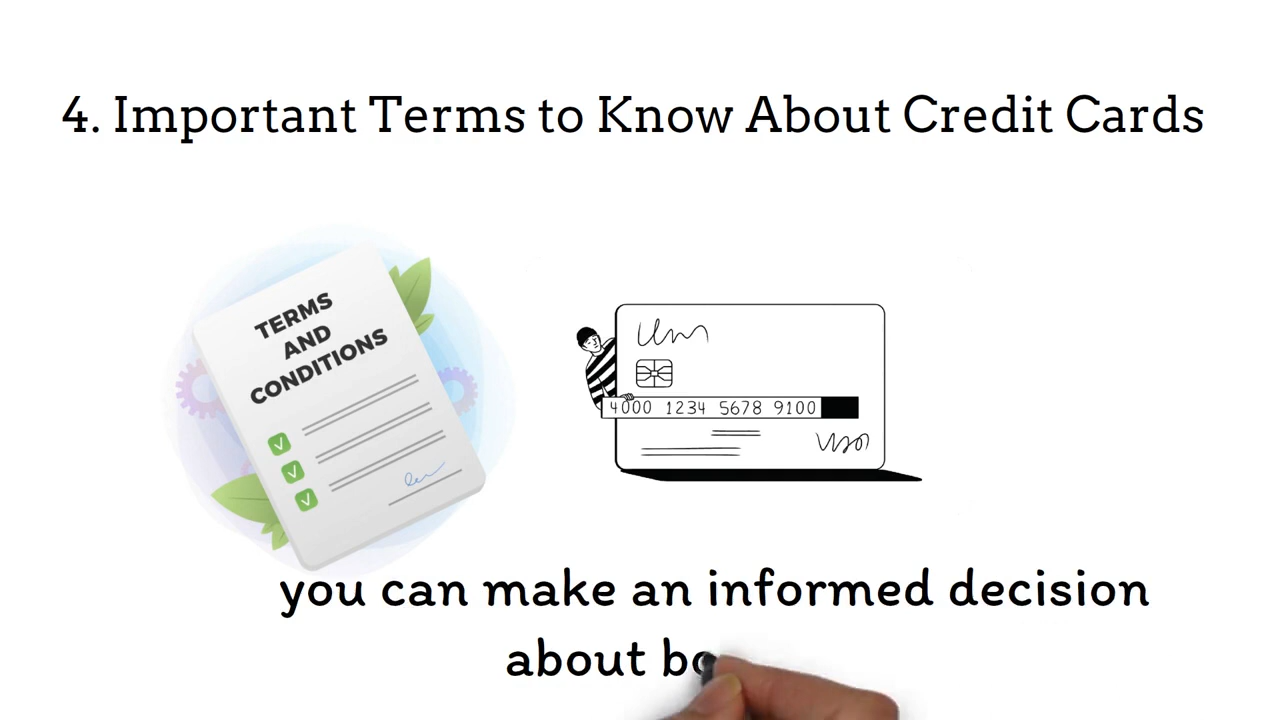 4. Important Terms to Know About Credit Cards
TERMS
AND
CONDITIONS
4000 1234 5678 9100
you can make an informed decision
about bo